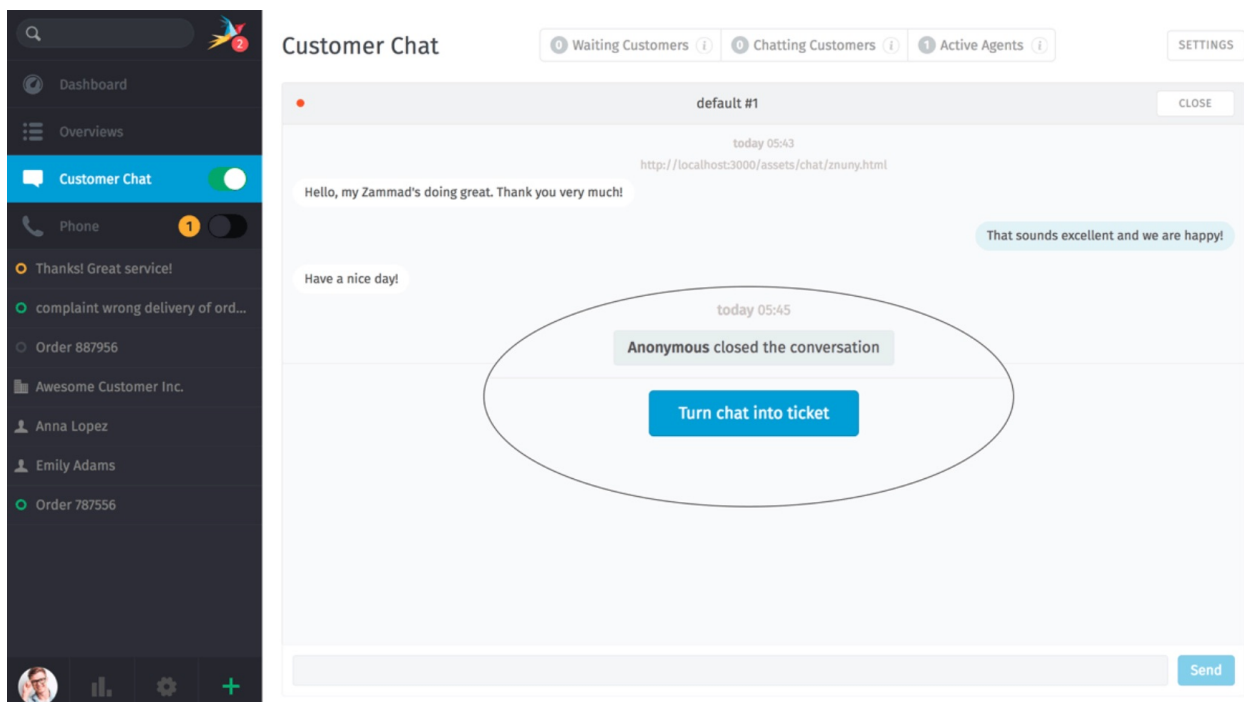 2
Dashboard
Overviews
Customer Chat
Phone 1
Thanks! Great service!
complaint wrong delivery of ord...
Order 887956
Awesome Customer Inc.
Anna Lopez
Emily Adams
Order 787556
Customer Chat
0 Waiting Customers i
0 Chatting Customers i
1 Active Agents i
SETTINGS
default #1
CLOSE
today 05:43
http://localhost:3000/assets/chat/znuny.html
Hello, my Zammad's doing great. Thank you very much!
That sounds excellent and we are happy!
Have a nice day!
today 05:45
Anonymous closed the conversation
Turn chat into ticket
Send